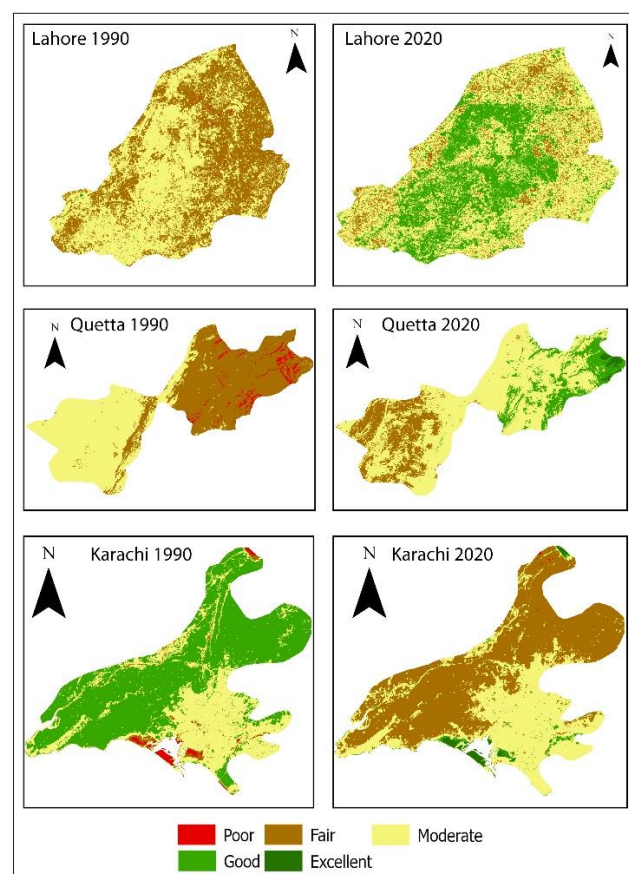 Lahore 1990
N
Lahore 2020
N
Quetta 1990
N
Quetta 2020
N
Karachi 1990
N
Karachi 2020
N
Poor Fair Moderate
Good Excellent